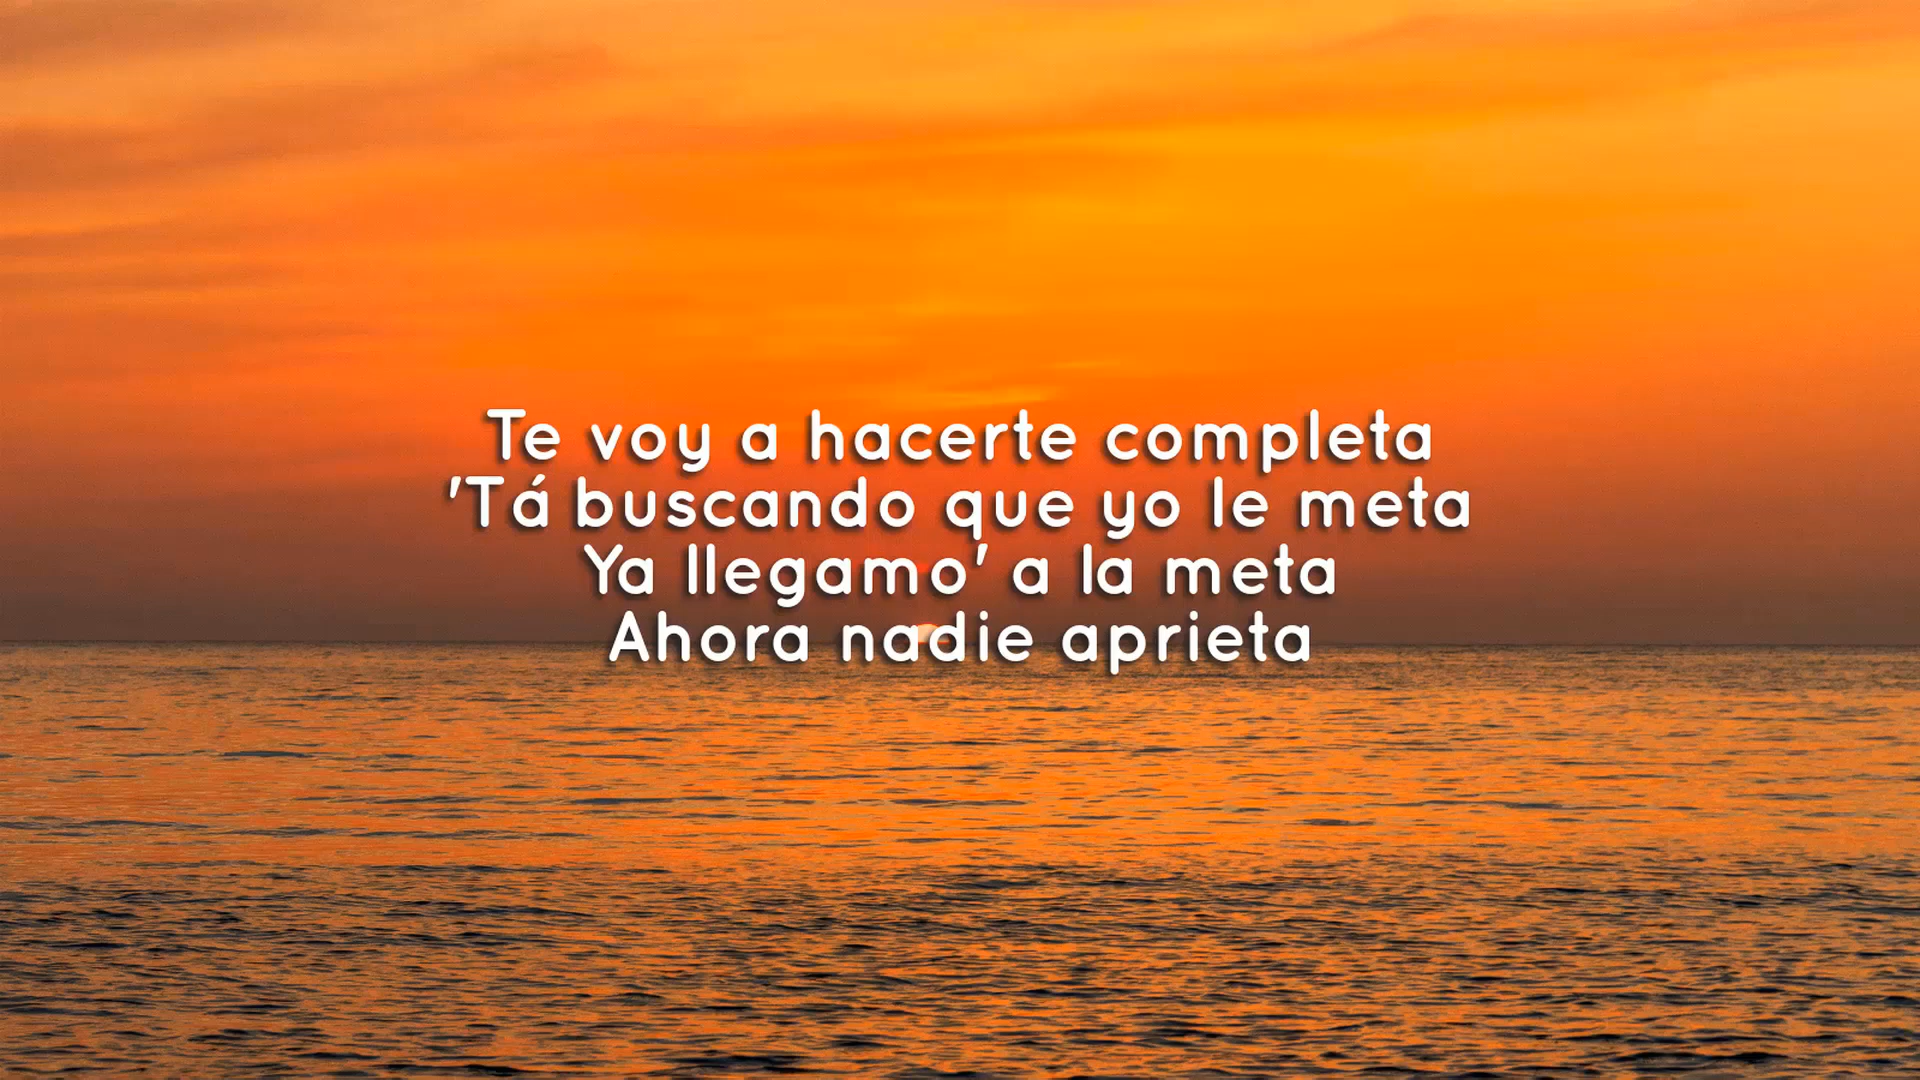 Te voy a hacerte completa
'Tá buscando que yo le meta
Ya llegamo' a la meta
Ahora nadie aprieta